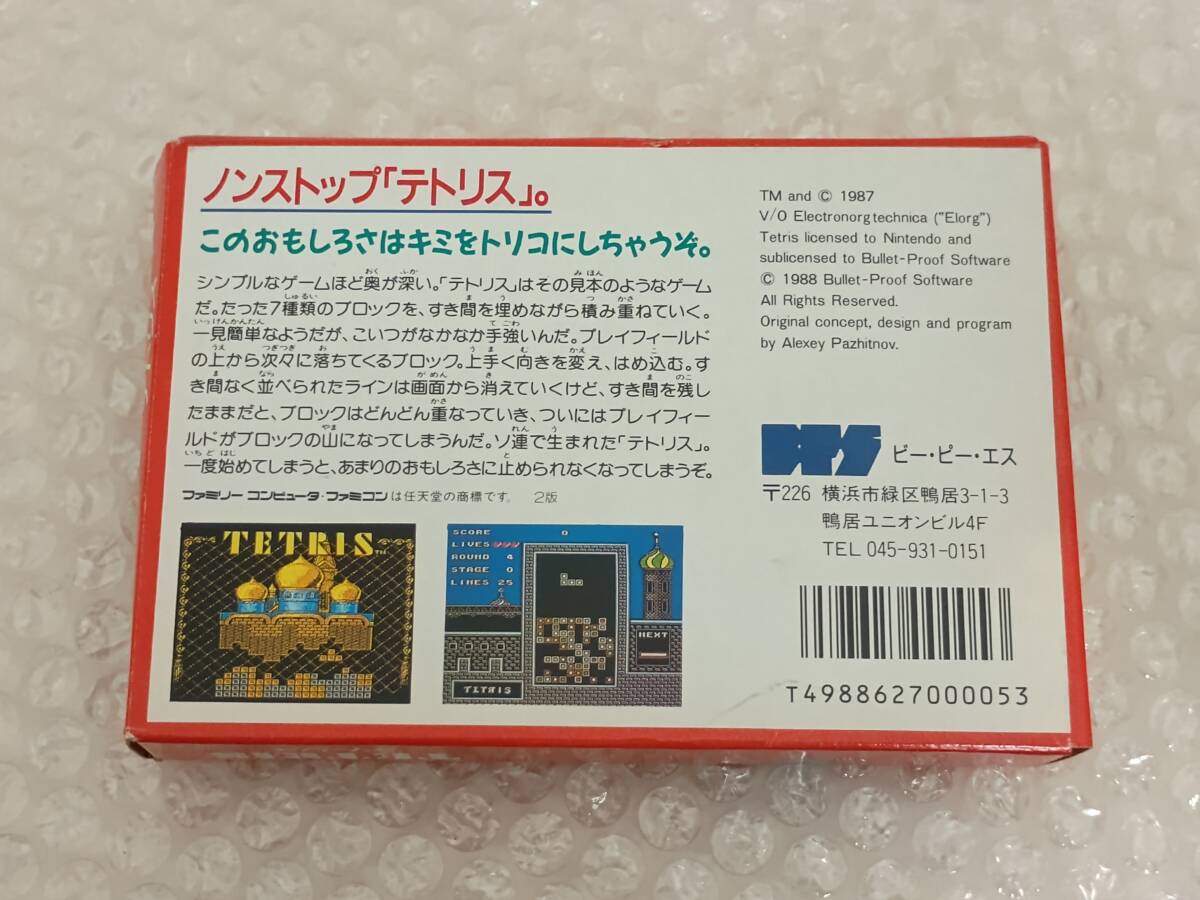 ノンストップ「テトリス」。
このおもしろさはキミをトリコにしちゃうぞ。
シンプルなゲームほど奥が深い。「テトリス」はその見本のようなゲーム
だ。たった7種類のブロックを、すき間を埋めながら積み重ねていく。
一見簡単なようだが、こいつがなかなか手強いんだ。プレイフィールド
の上から次々に落ちてくるブロック。上手く向きを変え、はめ込む。す
き間なく並べられたラインは画面から消えていくけど、すき間を残し
たままだと、ブロックはどんどん重なっていき、ついにはプレイフィー
ルドがブロックの山になってしまうんだ。ソ連で生まれた「テトリス」。
一度始めてしまうと、あまりのおもしろさに止められなくなってしまうぞ。
ファミリー コンピュータ・ファミコンは任天堂の商標です。 2版
TETRIS™
SCORE 0
LIVES
ROUND 4
STAGE 0
LINES 25
NEXT
TETRIS
TM and © 1987
V/O Electronorgtechnica ("Elorg")
Tetris licensed to Nintendo and
sublicensed to Bullet-Proof Software
© 1988 Bullet-Proof Software
All Rights Reserved.
Original concept, design and program
by Alexey Pazhitnov.
BPS ビー・ピー・エス
〒226 横浜市緑区鴨居3-1-3
鴨居ユニオンビル4F
TEL 045-931-0151
T4988627000053